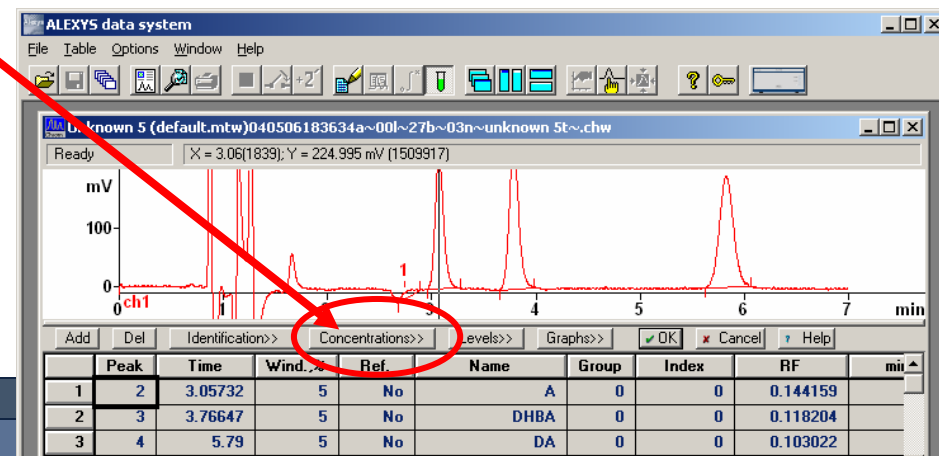 ALEXYS data system
File Table Options Window Help
Unknown 5 (default.mtw)040506183634a~00l~27b~03n~unknown 5t~.chw
Ready X = 3.06(1839); Y = 224.995 mV (1509917)
mV
100
1
0
0 ch1 1 3 4 5 6 7 min
Add Del Identification>> Concentrations>> Levels>> Graphs>> OK Cancel ? Help
Peak Time Wind.,% Ref. Name Group Index RF
1 2 3.05732 5 No A 0 0 0.144159
2 3 3.76647 5 No DHBA 0 0 0.118204
3 4 5.79 5 No DA 0 0 0.103022